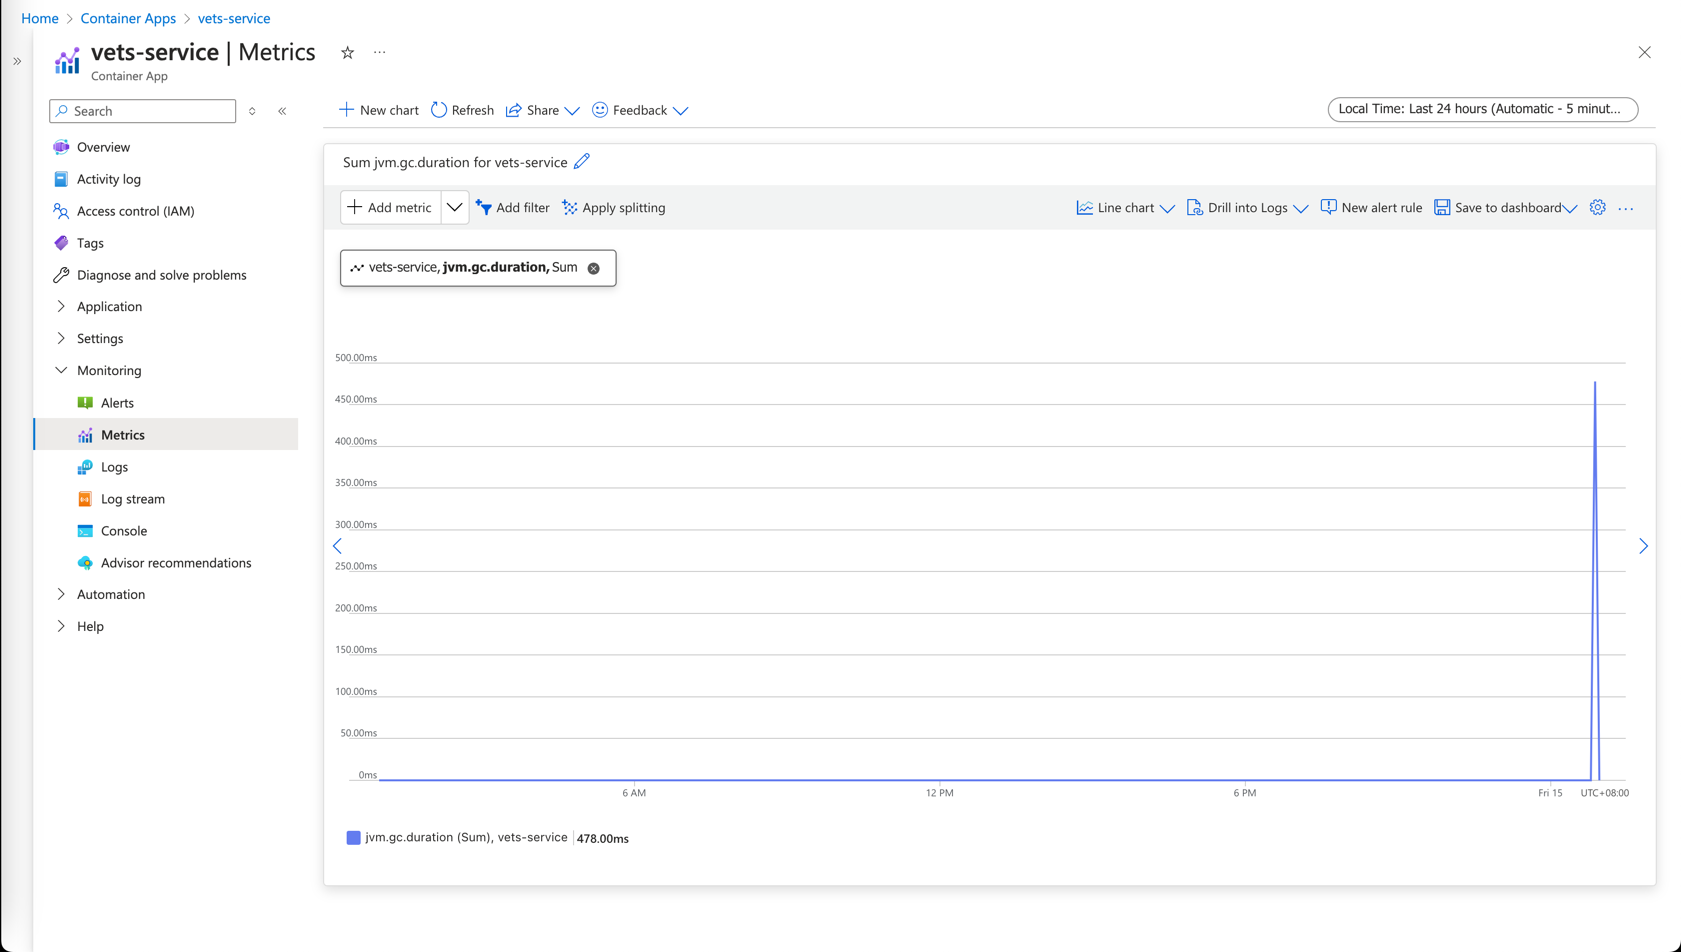 Home > Container Apps > vets-service
vets-service | Metrics
Container App
Search
Overview
Activity log
Access control (IAM)
Tags
Diagnose and solve problems
Application
Settings
Monitoring
Alerts
Metrics
Logs
Log stream
Console
Advisor recommendations
Automation
Help
New chart Refresh Share Feedback
Local Time: Last 24 hours (Automatic - 5 minut...
Sum jvm.gc.duration for vets-service
Add metric Add filter Apply splitting Line chart Drill into Logs New alert rule Save to dashboard
vets-service, jvm.gc.duration, Sum
500.00ms
450.00ms
400.00ms
350.00ms
300.00ms
250.00ms
200.00ms
150.00ms
100.00ms
50.00ms
0ms
6 AM 12 PM 6 PM Fri 15 UTC+08:00
jvm.gc.duration (Sum), vets-service 478.00ms